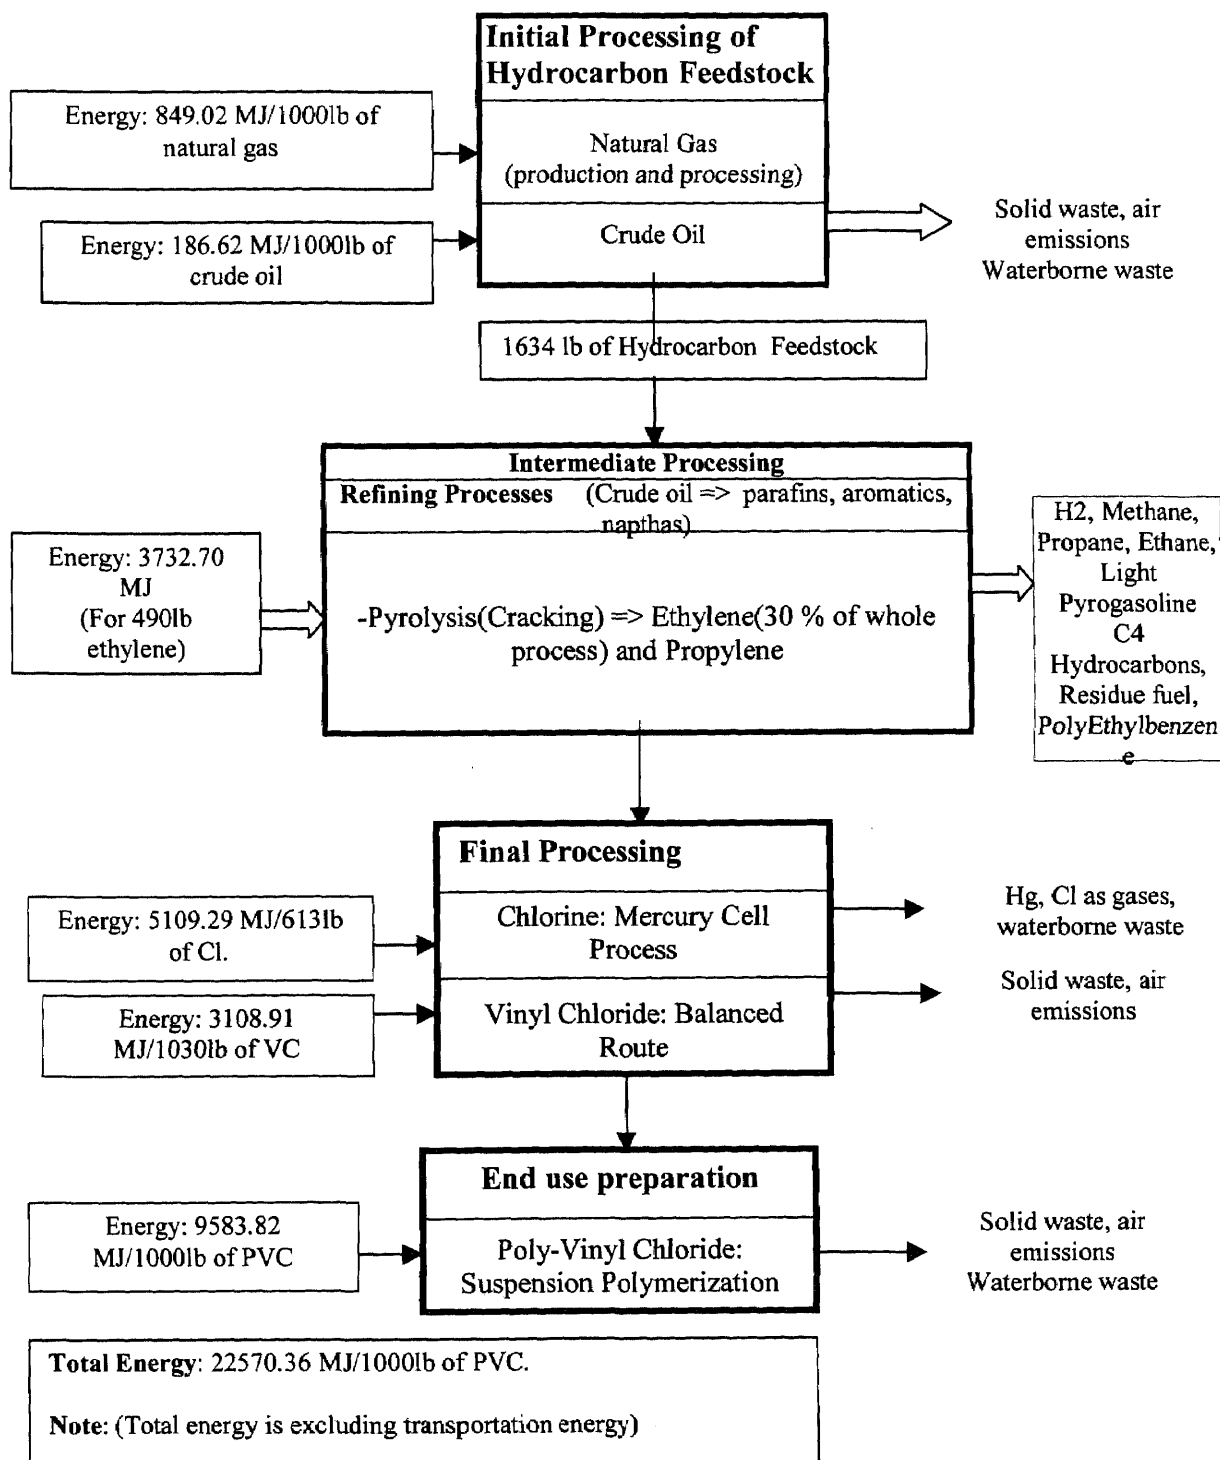 Initial Processing of
Hydrocarbon Feedstock
Energy: 849.02 MJ/1000lb of
natural gas
Natural Gas
(production and processing)
Energy: 186.62 MJ/1000lb of
crude oil
Crude Oil
Solid waste, air
emissions
Waterborne waste
1634 lb of Hydrocarbon Feedstock
Intermediate Processing
Refining Processes (Crude oil => parafins, aromatics,
napthas)
Energy: 3732.70
MJ
(For 490lb
ethylene)
-Pyrolysis(Cracking) => Ethylene(30 % of whole
process) and Propylene
H2, Methane,
Propane, Ethane,
Light
Pyrogasoline
C4
Hydrocarbons,
Residue fuel,
PolyEthylbenzen
e
Final Processing
Energy: 5109.29 MJ/613lb
of Cl.
Chlorine: Mercury Cell
Process
Hg, Cl as gases,
waterborne waste
Energy: 3108.91
MJ/1030lb of VC
Vinyl Chloride: Balanced
Route
Solid waste, air
emissions
End use preparation
Energy: 9583.82
MJ/1000lb of PVC
Poly-Vinyl Chloride:
Suspension Polymerization
Solid waste, air
emissions
Waterborne waste
Total Energy: 22570.36 MJ/1000lb of PVC.
Note: (Total energy is excluding transportation energy)